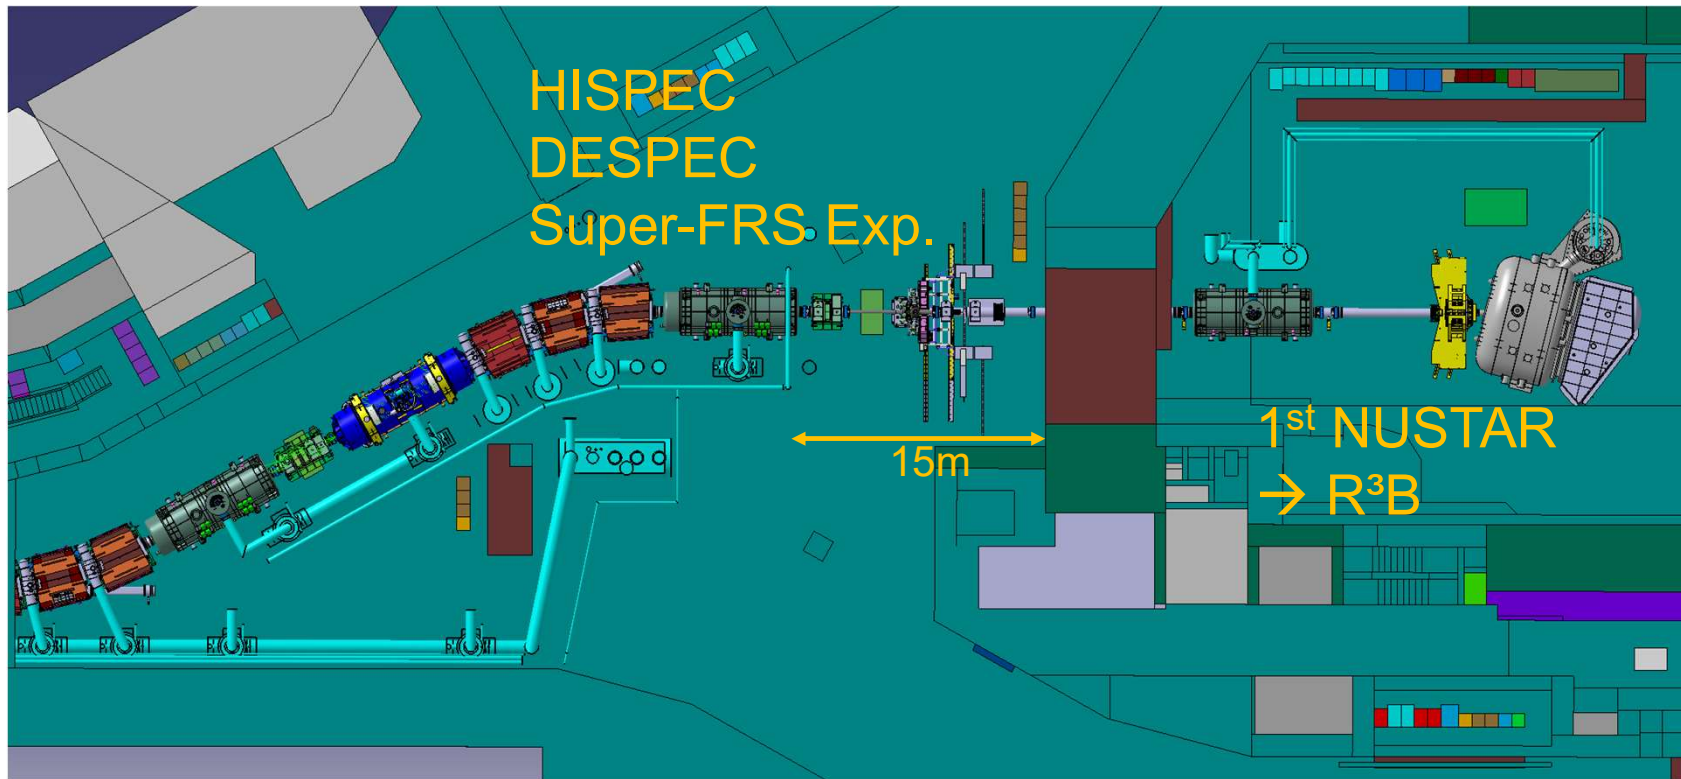 HISPEC
DESPEC
Super-FRS Exp.
15m
1st NUSTAR
→ R³B